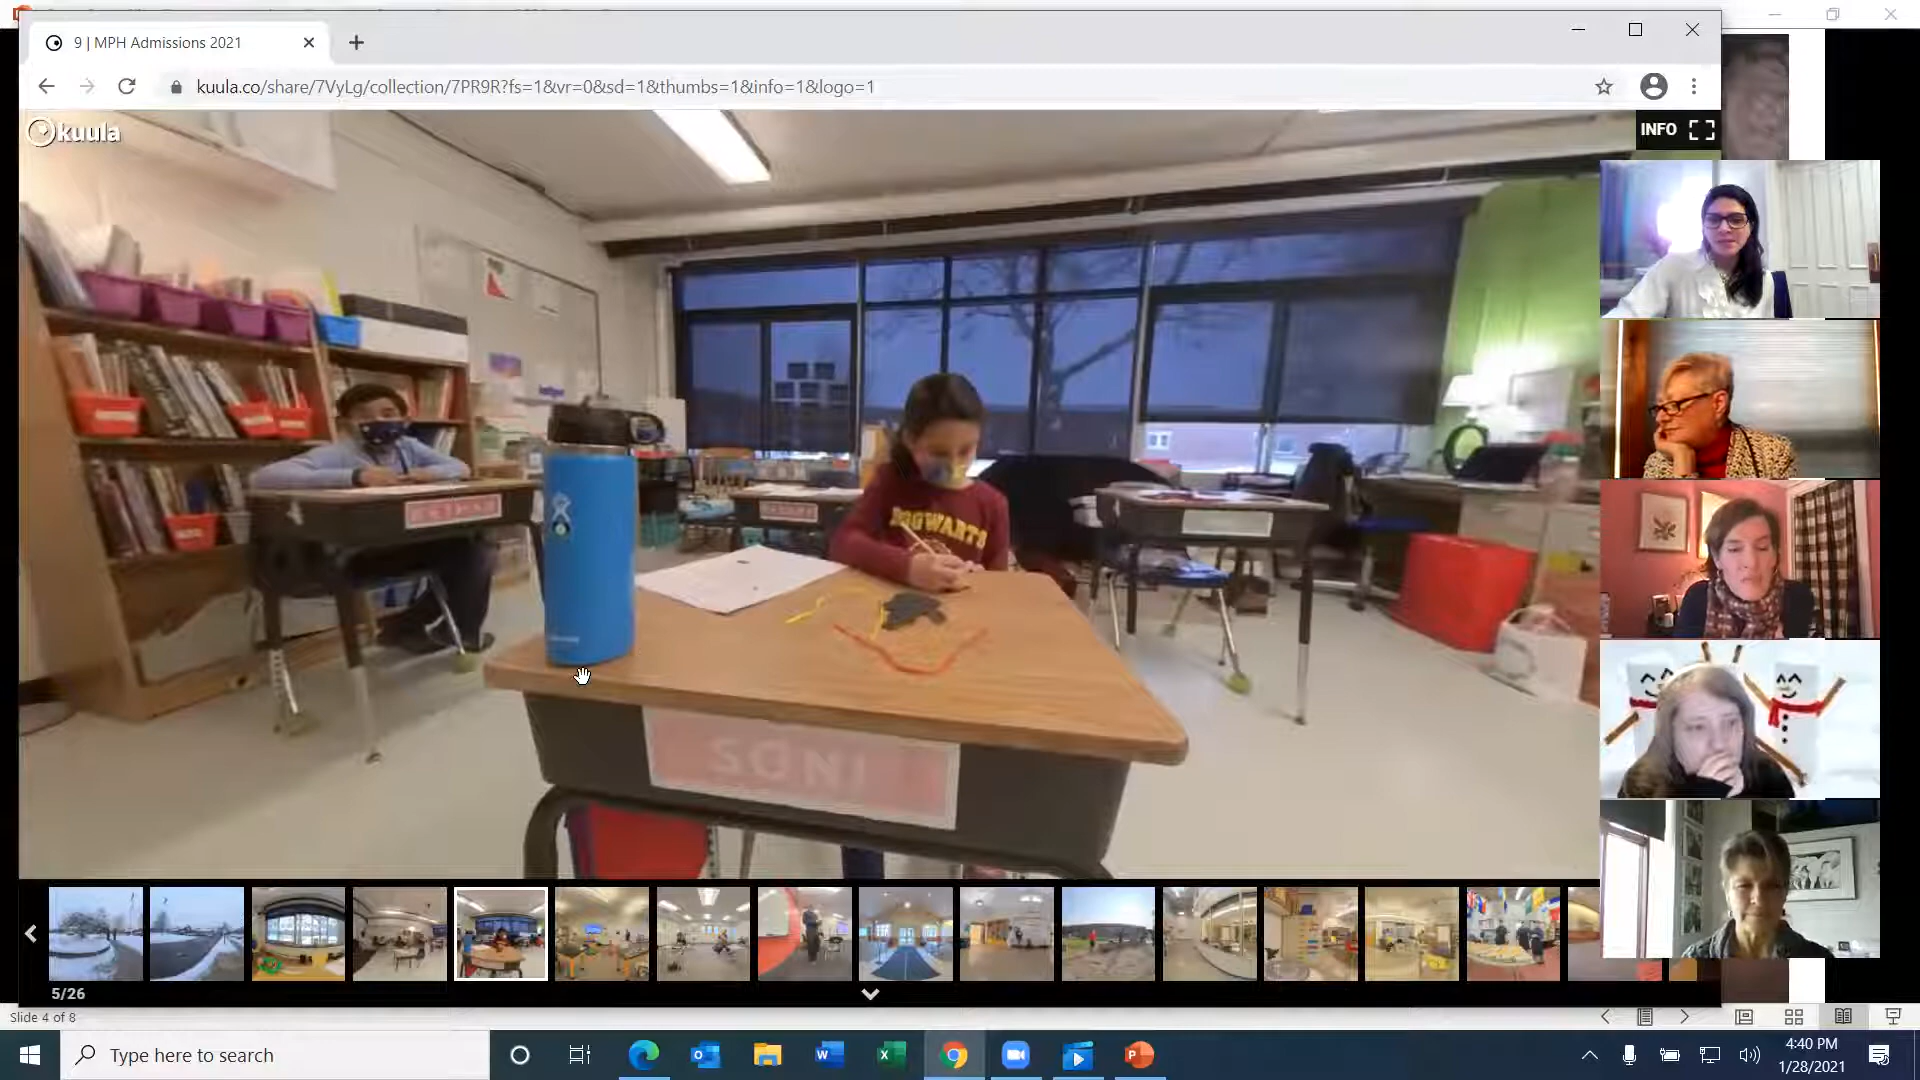 9 | MPH Admissions 2021
kuula.co/share/7VyLg/collection/7PR9R?fs=1&vr=0&sd=1&thumbs=1&info=1&logo=1
kuula
INFO
HOGWARTS
5/26
Slide 4 of 8
Type here to search
4:40 PM
1/28/2021